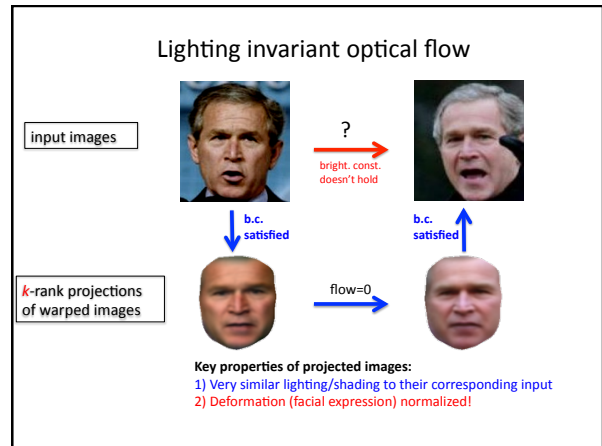 Lighting invariant optical flow
input images
?
bright. const.
doesn't hold
b.c.
satisfied
b.c.
satisfied
k-rank projections
of warped images
flow=0
Key properties of projected images:
1) Very similar lighting/shading to their corresponding input
2) Deformation (facial expression) normalized!